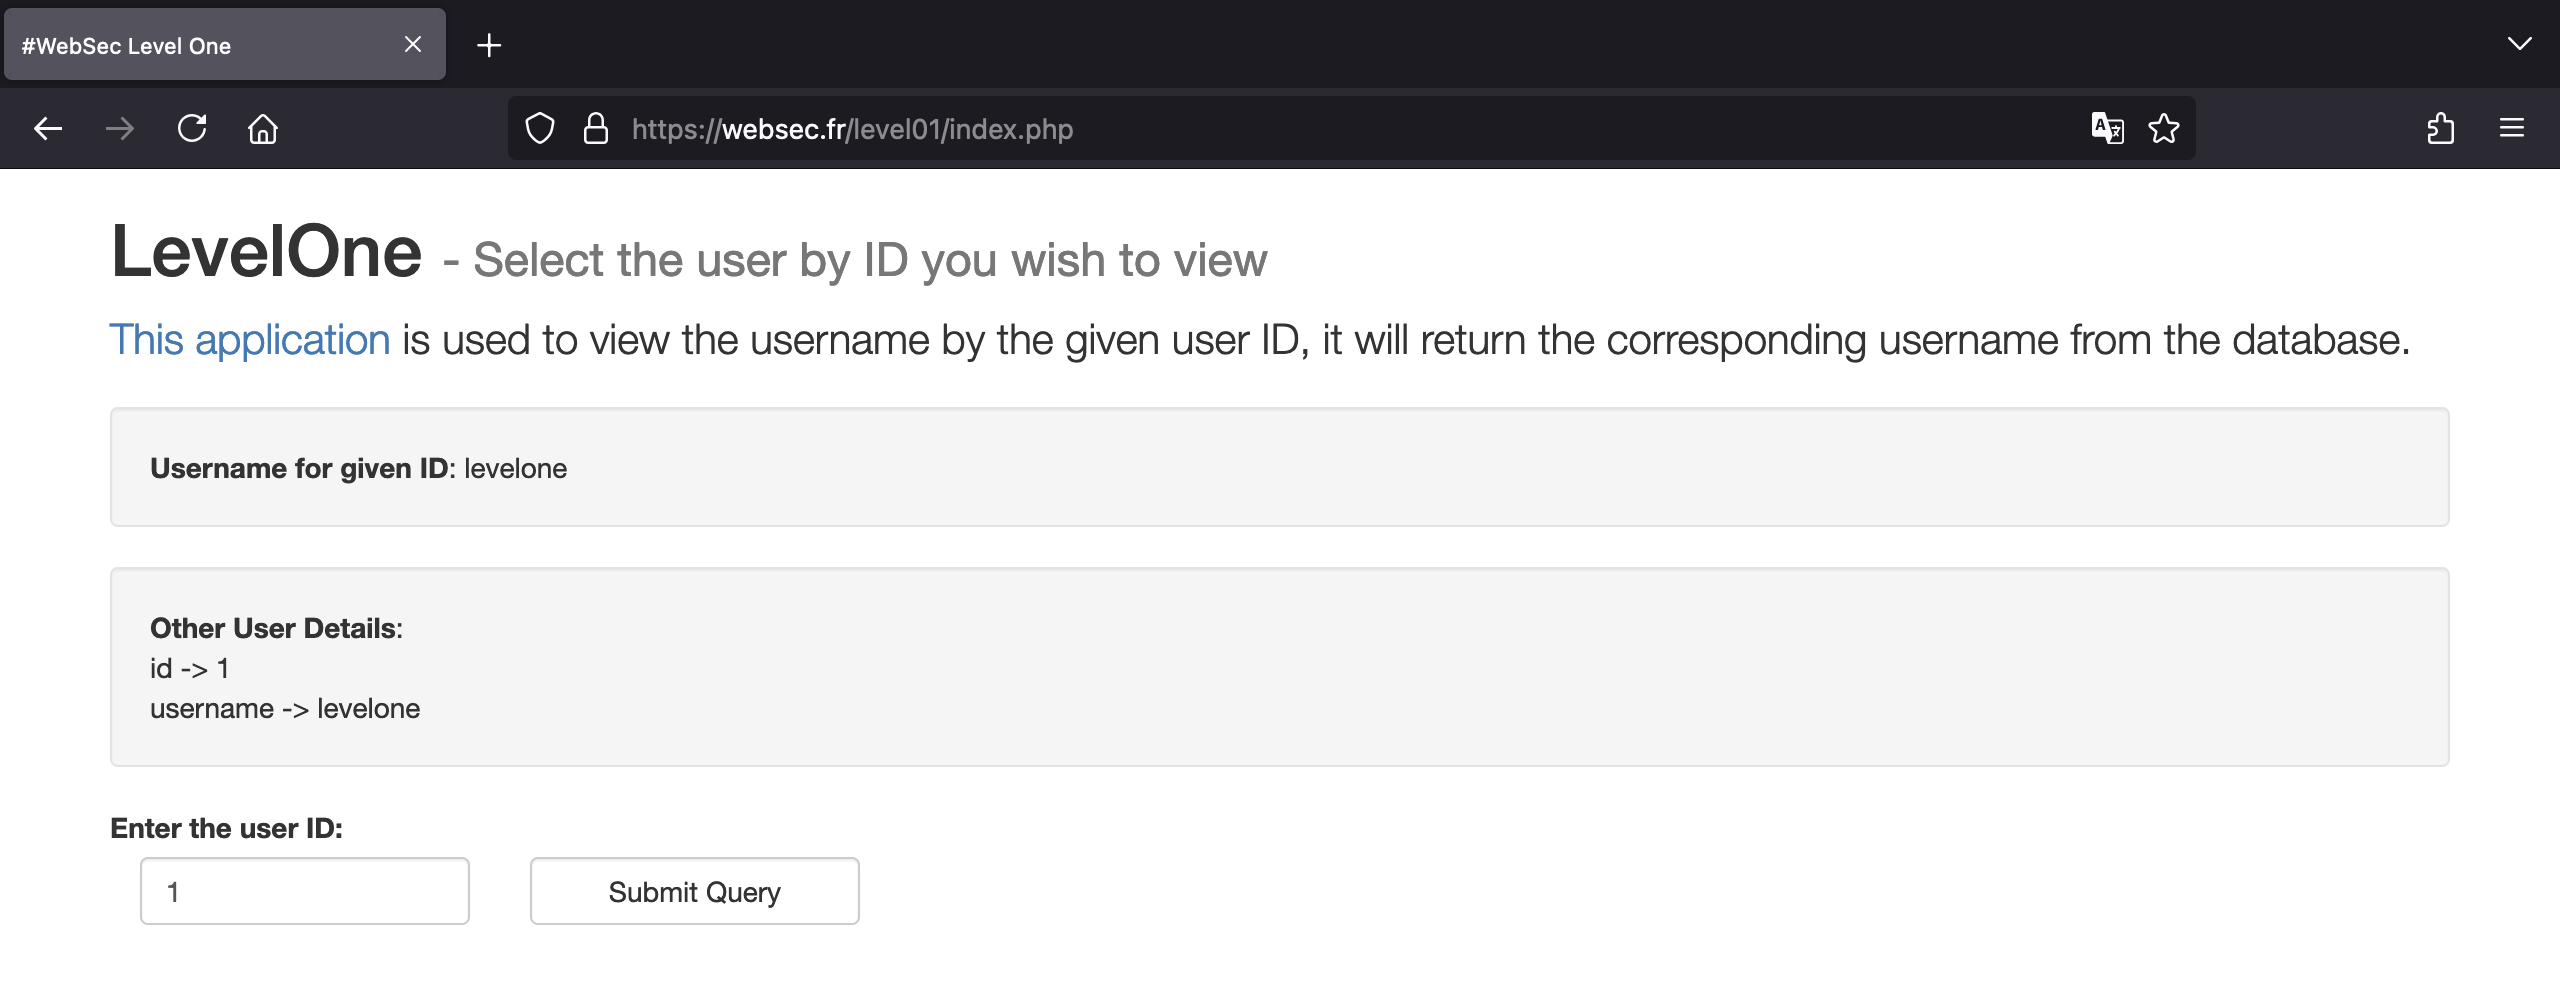 #WebSec Level One
https://websec.fr/level01/index.php
LevelOne - Select the user by ID you wish to view
This application is used to view the username by the given user ID, it will return the corresponding username from the database.
Username for given ID: levelone
Other User Details:
id -> 1
username -> levelone
Enter the user ID:
1 Submit Query